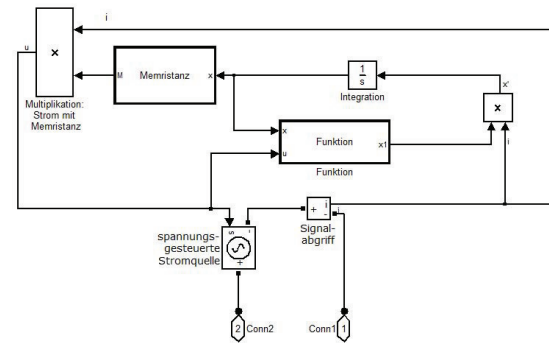 i
u
×
Multiplikation:
Strom mit
Memristanz
M
Memristanz
x
1
s
Integration
x'
×
i
x
u
Funktion
x1
Funktion
+
i
-
i
Signal-
abgriff
s
-
+
spannungs-
gesteuerte
Stromquelle
2
Conn2
Conn1
1